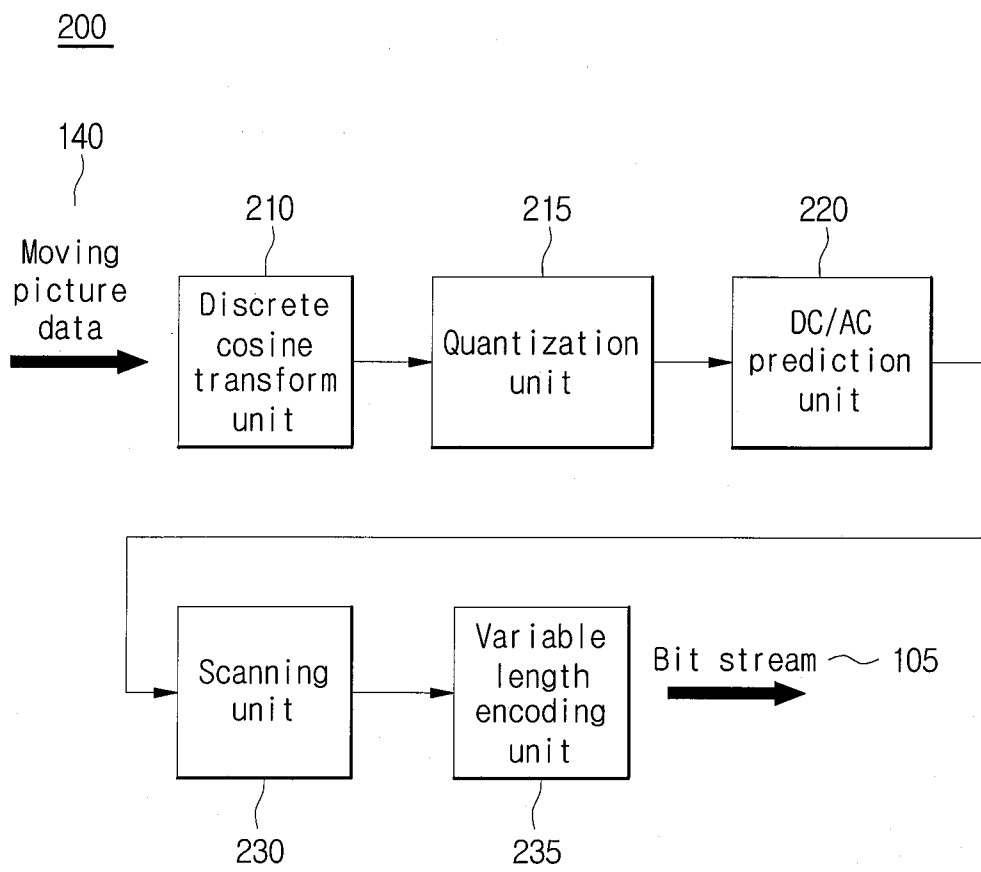 200
140
Moving
picture
data
210
Discrete
cosine
transform
unit
215
Quantization
unit
220
DC/AC
prediction
unit
Scanning
unit
230
Variable
length
encoding
unit
235
Bit stream
105